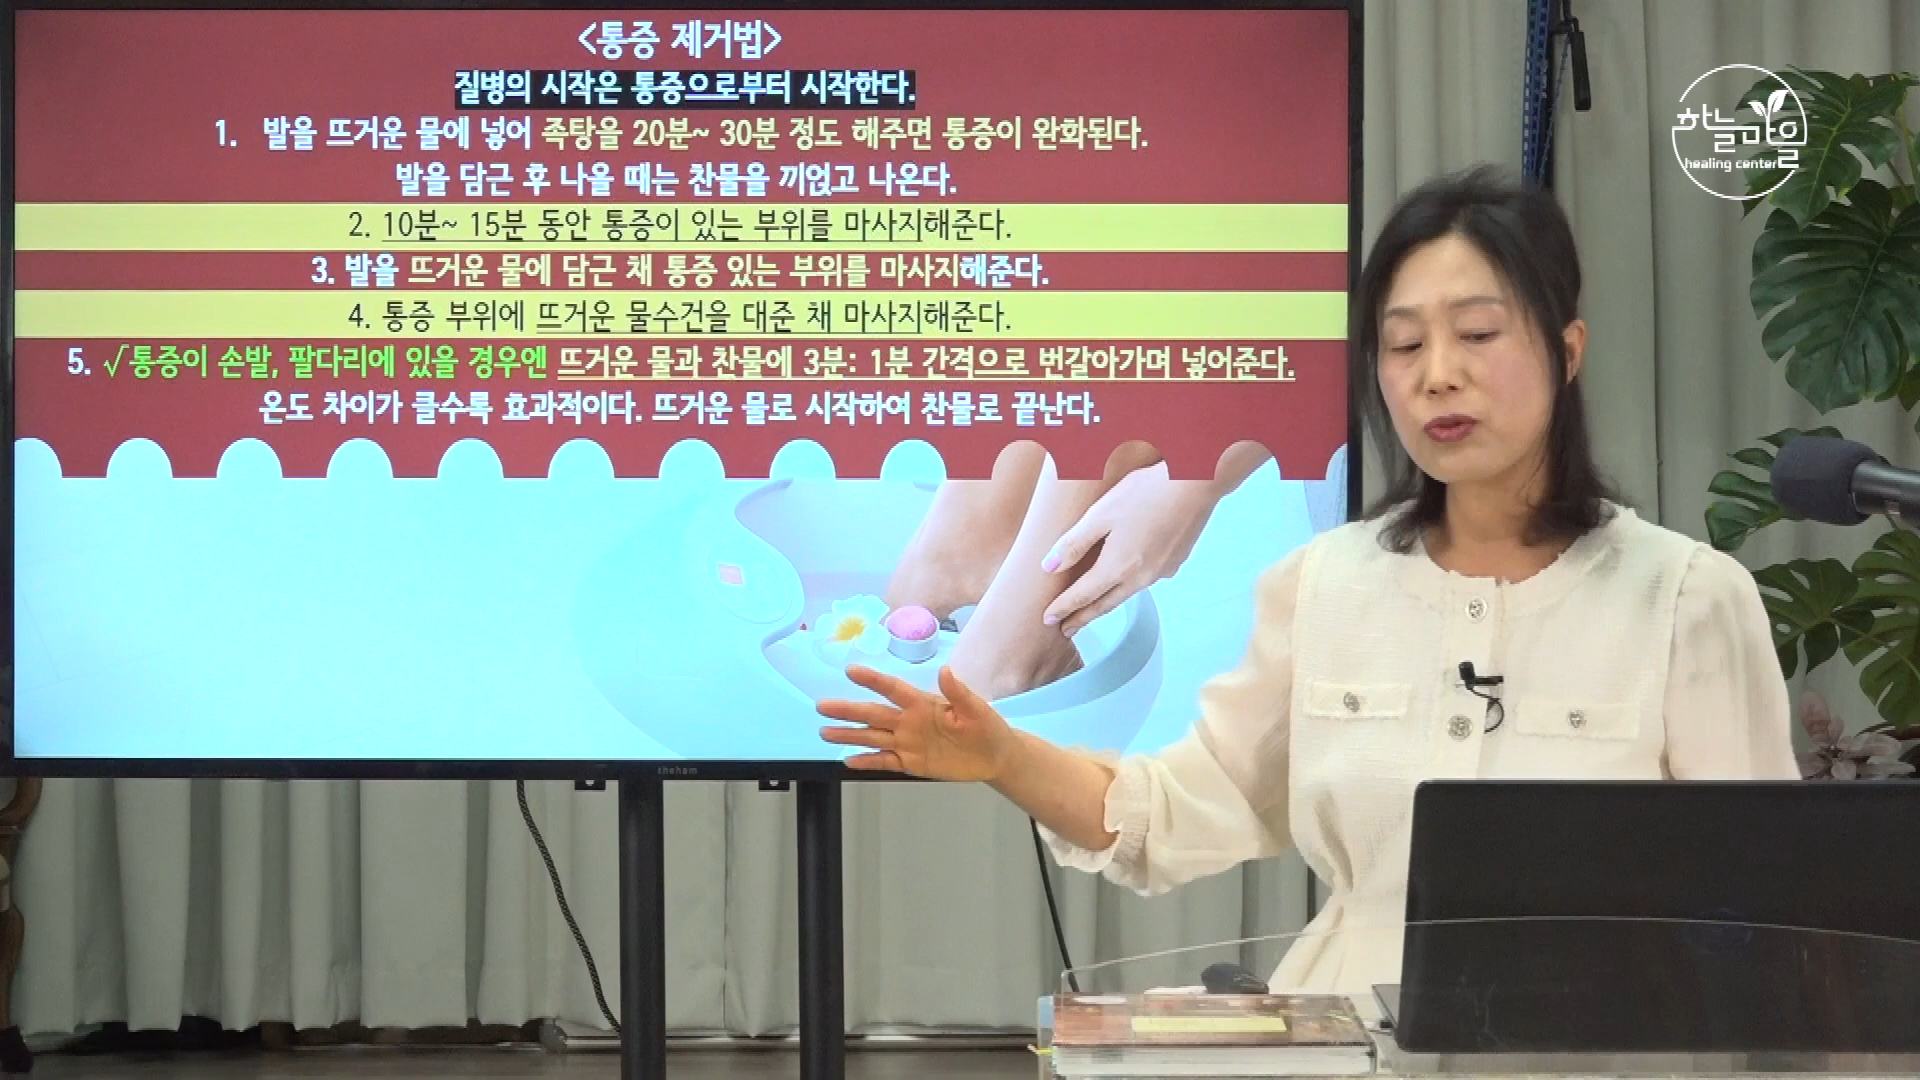 <통증 제거법>
질병의 시작은 통증으로부터 시작한다.
1. 발을 뜨거운 물에 넣어 족탕을 20분~ 30분 정도 해주면 통증이 완화된다.
발을 담근 후 나올 때는 찬물을 끼얹고 나온다.
2. 10분~ 15분 동안 통증이 있는 부위를 마사지해준다.
3. 발을 뜨거운 물에 담근 채 통증 있는 부위를 마사지해준다.
4. 통증 부위에 뜨거운 물수건을 대준 채 마사지해준다.
5. √통증이 손발, 팔다리에 있을 경우엔 뜨거운 물과 찬물에 3분: 1분 간격으로 번갈아가며 넣어준다.
온도 차이가 클수록 효과적이다. 뜨거운 물로 시작하여 찬물로 끝난다.
하늘마을
healing center
theham